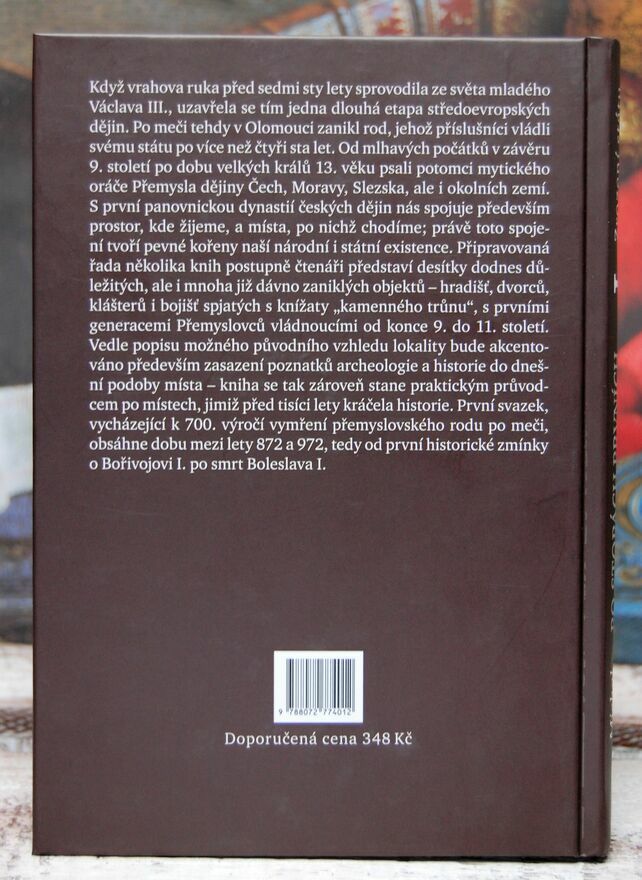 Když vrahova ruka před sedmi sty lety sprovodila ze světa mladého
Václava III., uzavřela se tím jedna dlouhá etapa středoevropských
dějin. Po meči tehdy v Olomouci zanikl rod, jehož příslušníci vládli
svému státu po více než čtyři sta let. Od mlhavých počátků v závěru
9. století po dobu velkých králů 13. věku psali potomci mytického
oráče Přemysla dějiny Čech, Moravy, Slezska, ale i okolních zemí.
S první panovnickou dynastií českých dějin nás spojuje především
prostor, kde žijeme, a místa, po nichž chodíme; právě toto spoje-
ní tvoří pevné kořeny naší národní i státní existence. Připravovaná
řada několika knih postupně čtenáři představí desítky dodnes dů-
ležitých, ale i mnoha již dávno zaniklých objektů – hradišť, dvorců,
klášterů i bojišť spjatých s knížaty „kamenného trůnu“, s prvními
generacemi Přemyslovců vládnoucími od konce 9. do 11. století.
Vedle popisu možného původního vzhledu lokality bude akcento-
váno především zasazení poznatků archeologie a historie do dneš-
ní podoby místa – kniha se tak zároveň stane praktickým průvod-
cem po místech, jimiž před tisíci lety kráčela historie. První svazek,
vycházející k 700. výročí vymření přemyslovského rodu po meči,
obsáhne dobu mezi lety 872 a 972, tedy od první historické zmínky
o Bořivojovi I. po smrt Boleslava I.
9 788072 774012
Doporučená cena 348 Kč